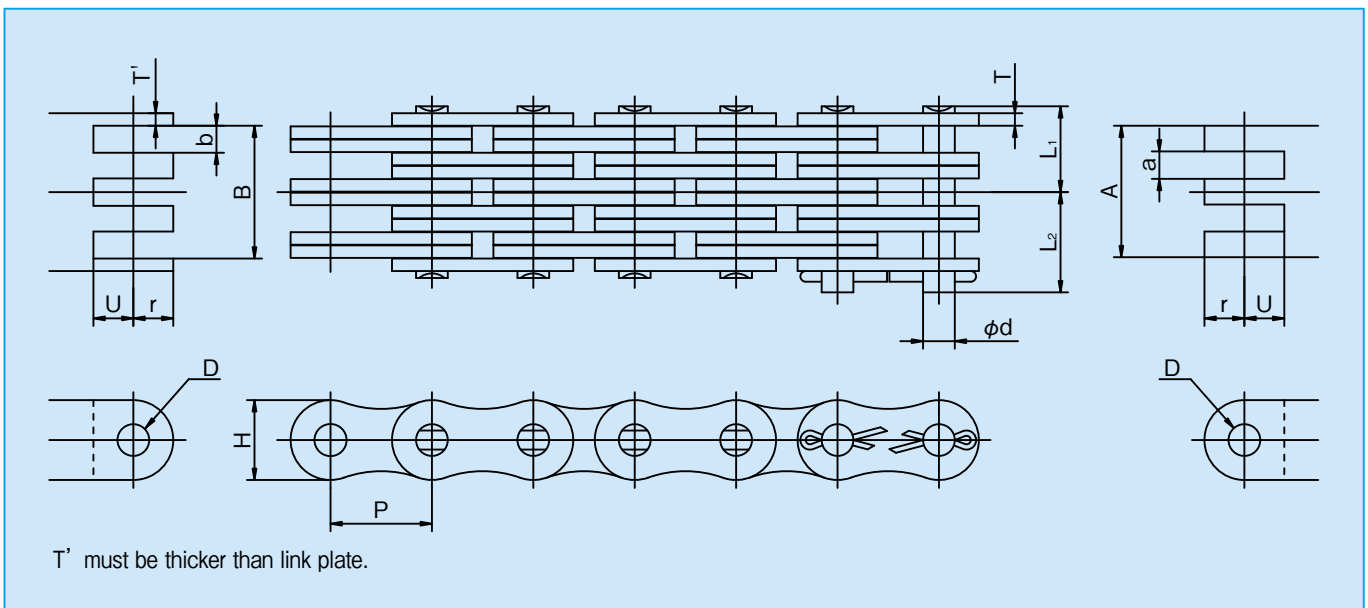 T'
b
B
U
r
T
L₁
L₂
φd
a
A
r
U
D
H
P
D
T' must be thicker than link plate.